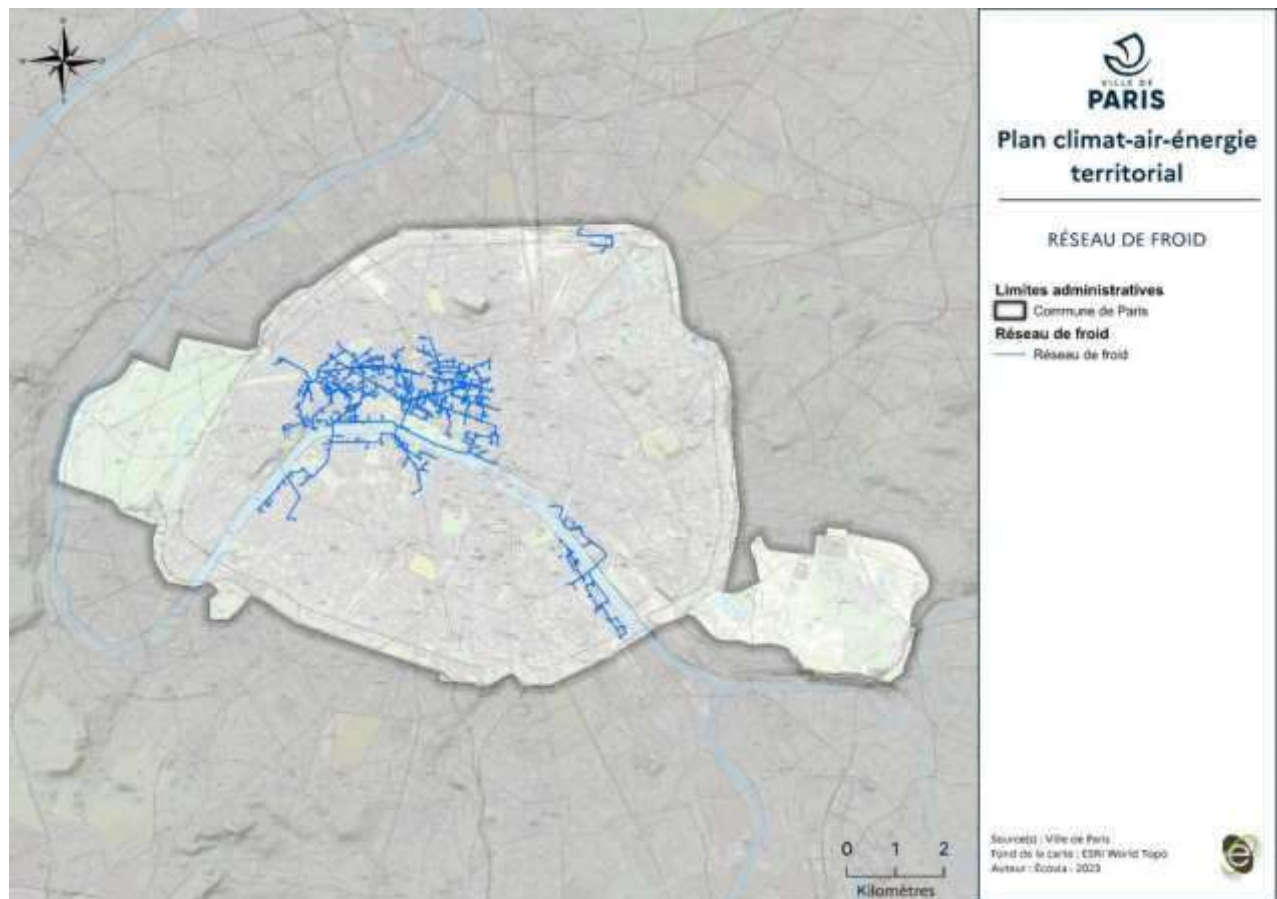 VILLE DE
PARIS
Plan climat-air-énergie
territorial
RÉSEAU DE FROID
Limites administratives
Commune de Paris
Réseau de froid
Réseau de froid
0 1 2
Kilomètres
Source(s) : Ville de Paris
Fond de la carte : ESRI World Topo
Auteur : Écovia - 2023